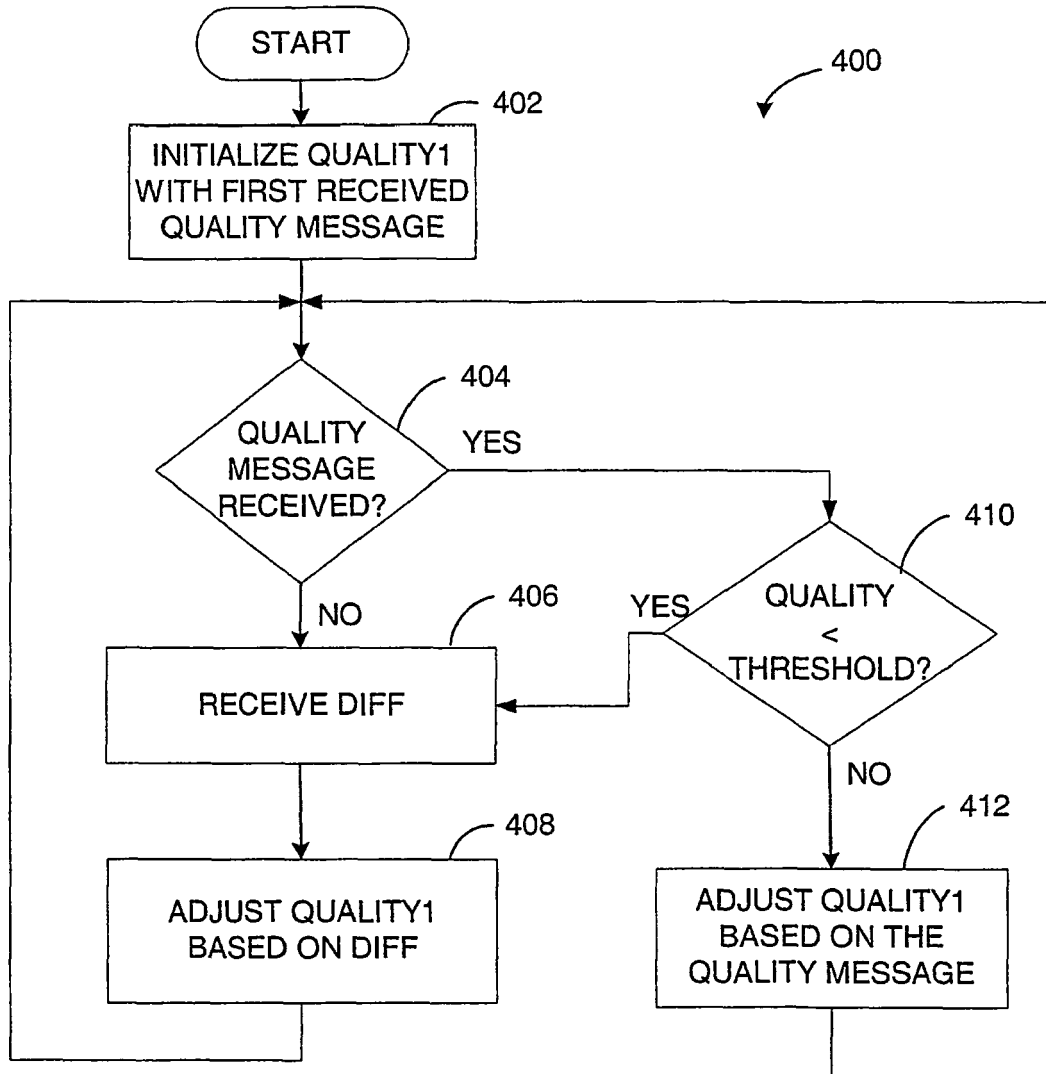 START
400
402
INITIALIZE QUALITY1
WITH FIRST RECEIVED
QUALITY MESSAGE
404
QUALITY
MESSAGE
RECEIVED?
YES
410
QUALITY
<
THRESHOLD?
YES
NO
406
RECEIVE DIFF
NO
408
ADJUST QUALITY1
BASED ON DIFF
412
ADJUST QUALITY1
BASED ON THE
QUALITY MESSAGE